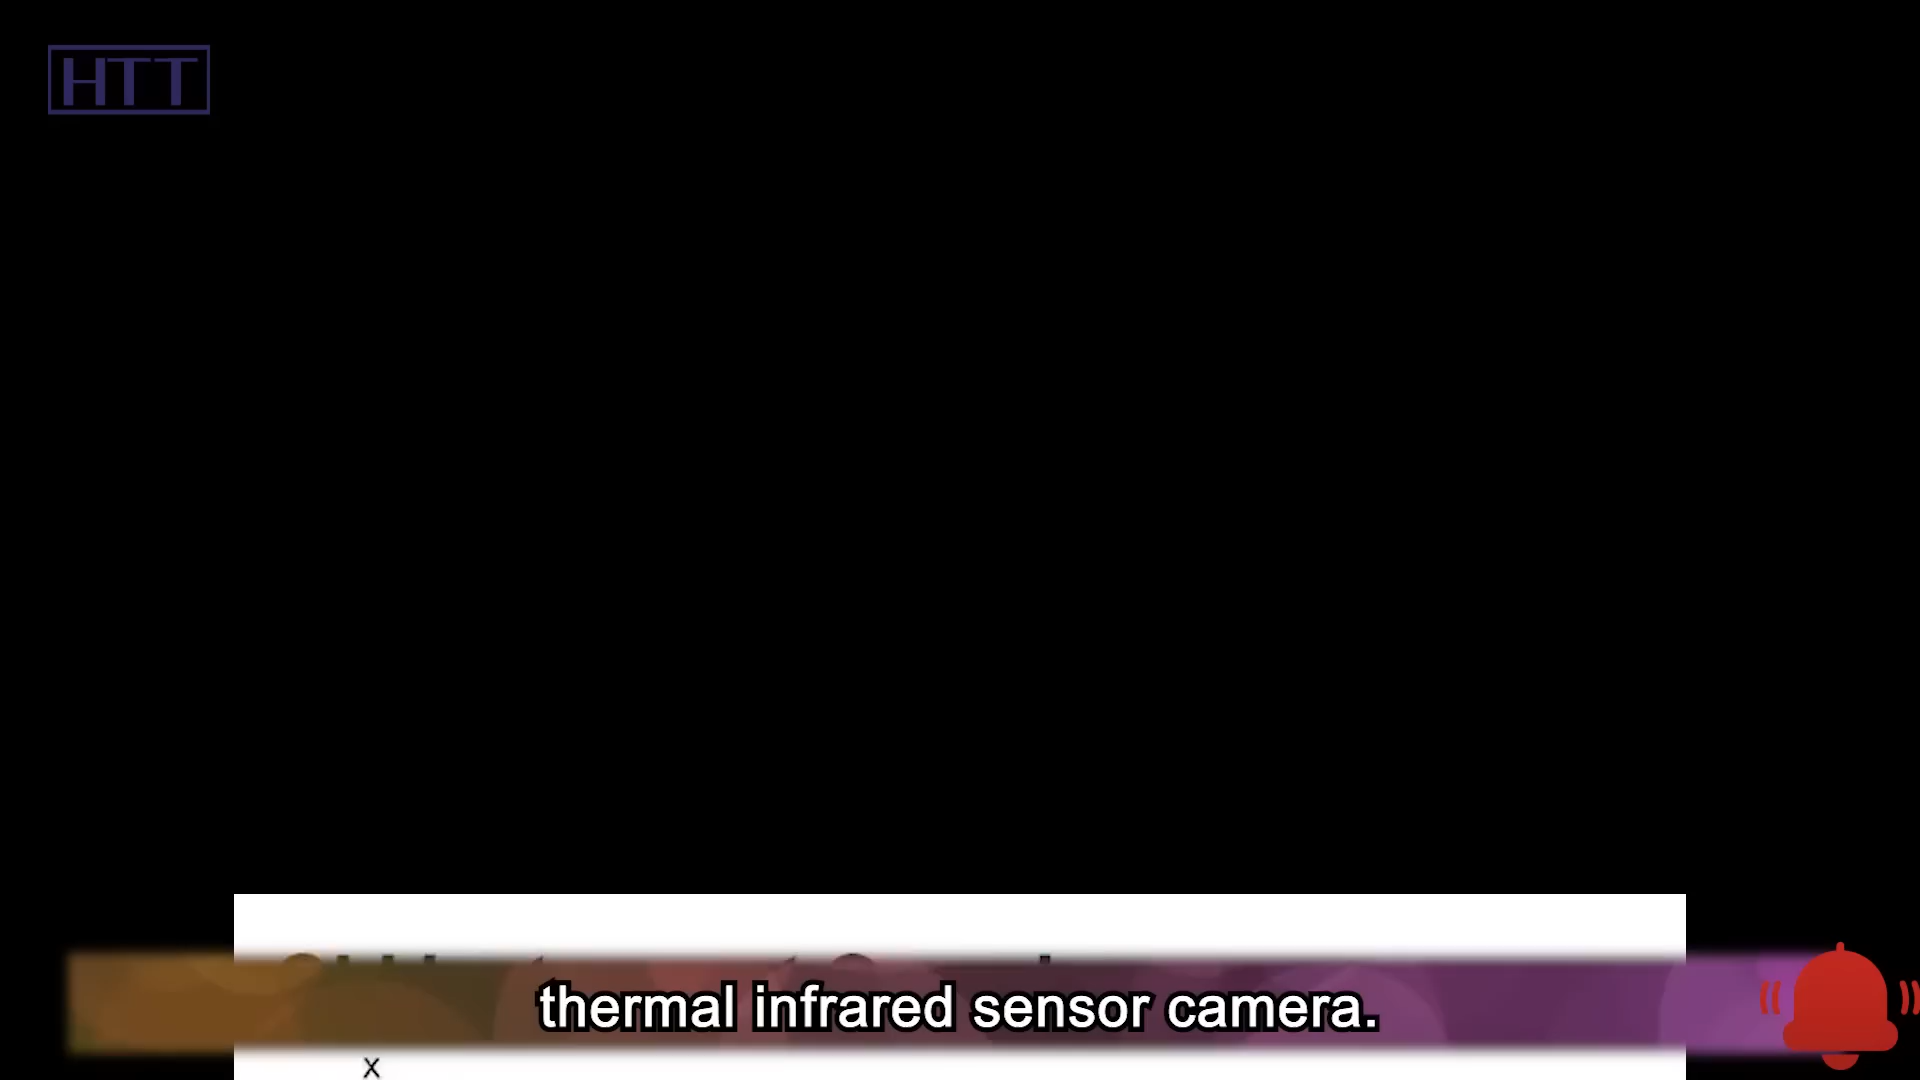 HTT
thermal infrared sensor camera.
x